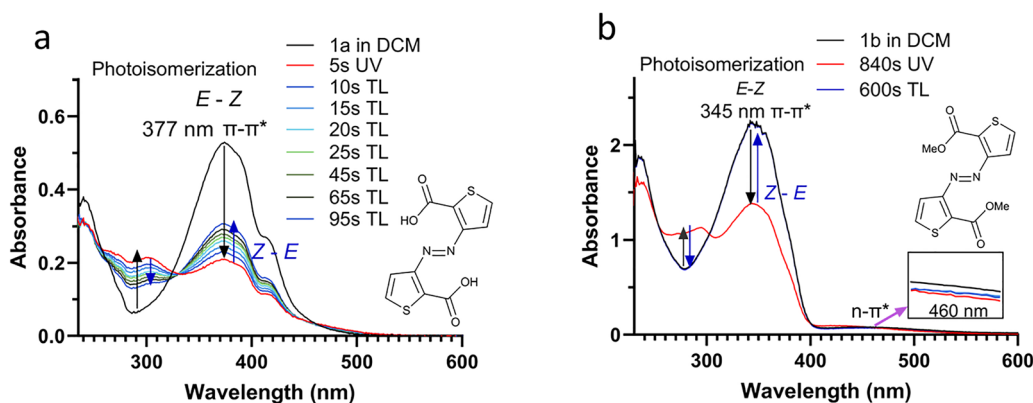 a
Photoisomerization
E - Z
377 nm π-π*
1a in DCM
5s UV
10s TL
15s TL
20s TL
25s TL
45s TL
65s TL
95s TL
Z - E
0.6
0.4
0.2
0.0
Absorbance
300
400
500
600
Wavelength (nm)
S
O
HO
N=N
OH
S
O
b
Photoisomerization
E-Z
345 nm π-π*
1b in DCM
840s UV
600s TL
Z - E
2
1
0
Absorbance
300
400
500
600
Wavelength (nm)
O
S
MeO
N=N
OMe
S
O
n-π*
460 nm